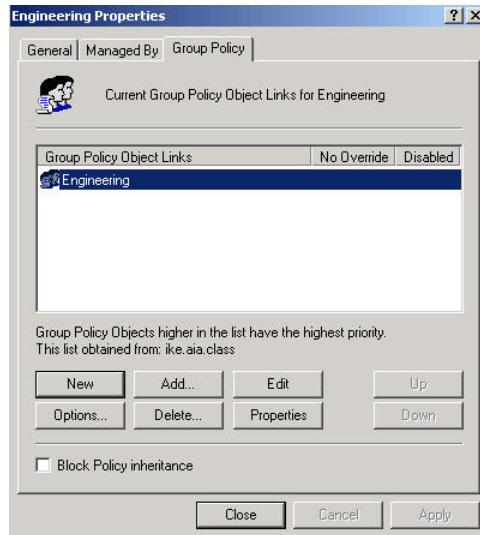 Engineering Properties
General Managed By Group Policy
Current Group Policy Object Links for Engineering
Group Policy Object Links No Override Disabled
Engineering
Group Policy Objects higher in the list have the highest priority.
This list obtained from: ike.aia.class
New Add... Edit Up
Options... Delete... Properties Down
Block Policy inheritance
Close Cancel Apply